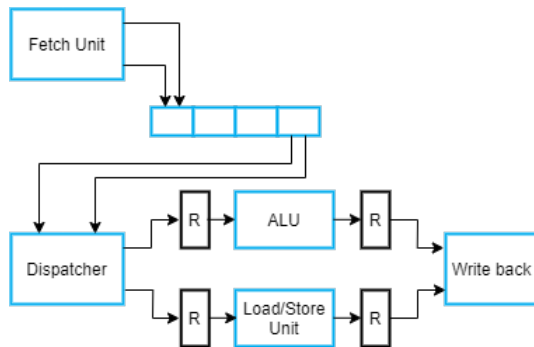 Fetch Unit
R
ALU
R
Dispatcher
Write back
R
Load/Store
Unit
R